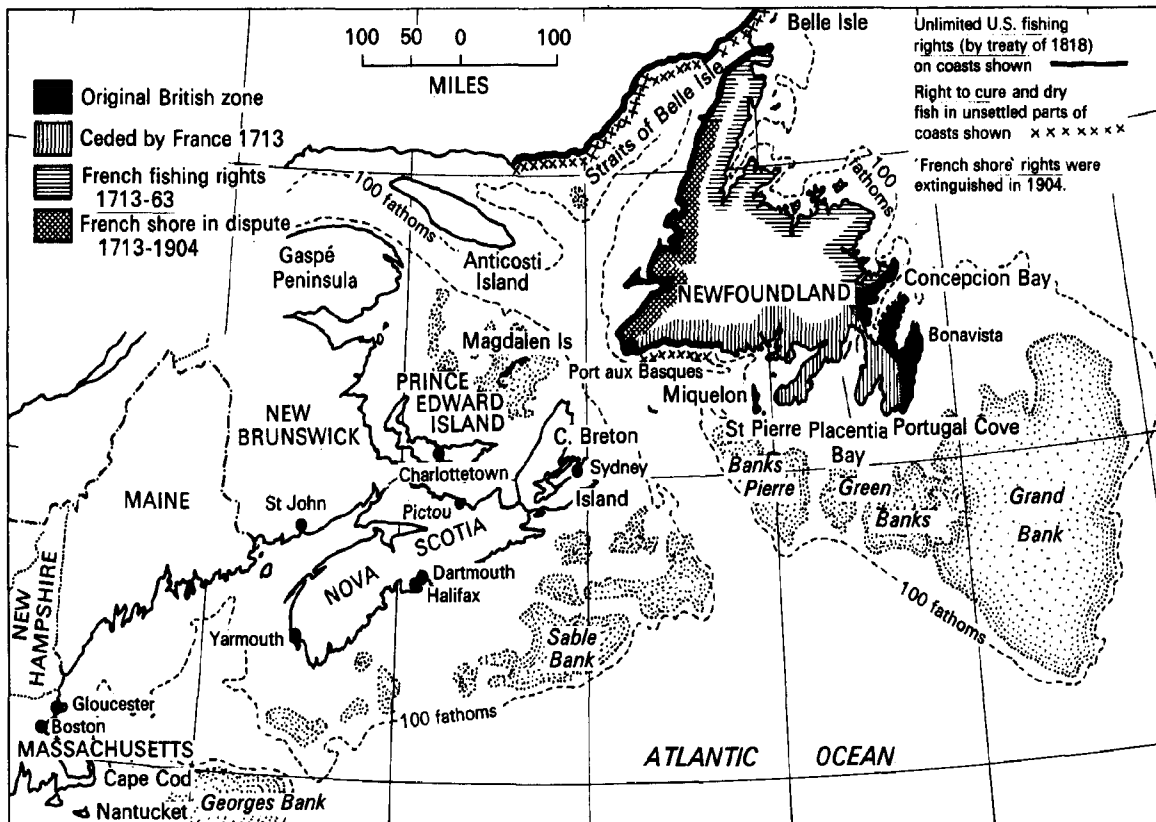 100 50 0 100
MILES
Original British zone
Ceded by France 1713
French fishing rights
1713-63
French shore in dispute
1713-1904
Belle Isle
Unlimited U.S. fishing
rights (by treaty of 1818)
on coasts shown
Right to cure and dry
fish in unsettled parts of
coasts shown ××××××××
'French shore' rights were
extinguished in 1904.
Straits of Belle Isle
100 fathoms
100 fathoms
100
fathoms
Gaspé
Peninsula
Anticosti
Island
NEWFOUNDLAND
Concepcion Bay
Bonavista
Magdalen Is
Port aux Basques
Miquelon
PRINCE
EDWARD
ISLAND
NEW
BRUNSWICK
C. Breton
St Pierre
Placentia
Bay
Portugal Cove
Charlottetown
Sydney
Island
Banks
Pierre
Green
Banks
Grand
Bank
MAINE
St John
Pictou
NOVA
SCOTIA
Dartmouth
Halifax
100 fathoms
NEW
HAMPSHIRE
Yarmouth
Sable
Bank
Gloucester
Boston
100 fathoms
MASSACHUSETTS
ATLANTIC OCEAN
Cape Cod
Georges Bank
Nantucket